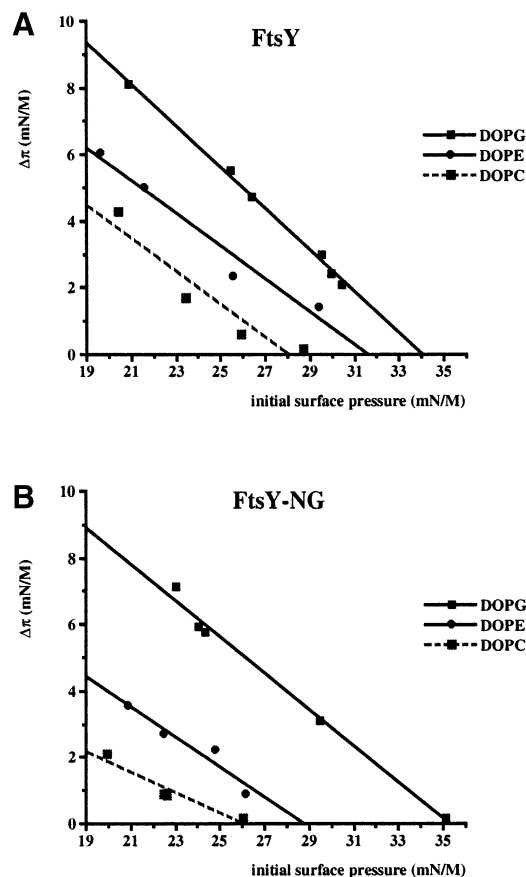 A
FtsY
Δπ (mN/M)
10
8
6
4
2
0
19 21 23 25 27 29 31 33 35
initial surface pressure (mN/M)
DOPG
DOPE
DOPC
B
FtsY-NG
Δπ (mN/M)
10
8
6
4
2
0
19 21 23 25 27 29 31 33 35
initial surface pressure (mN/M)
DOPG
DOPE
DOPC